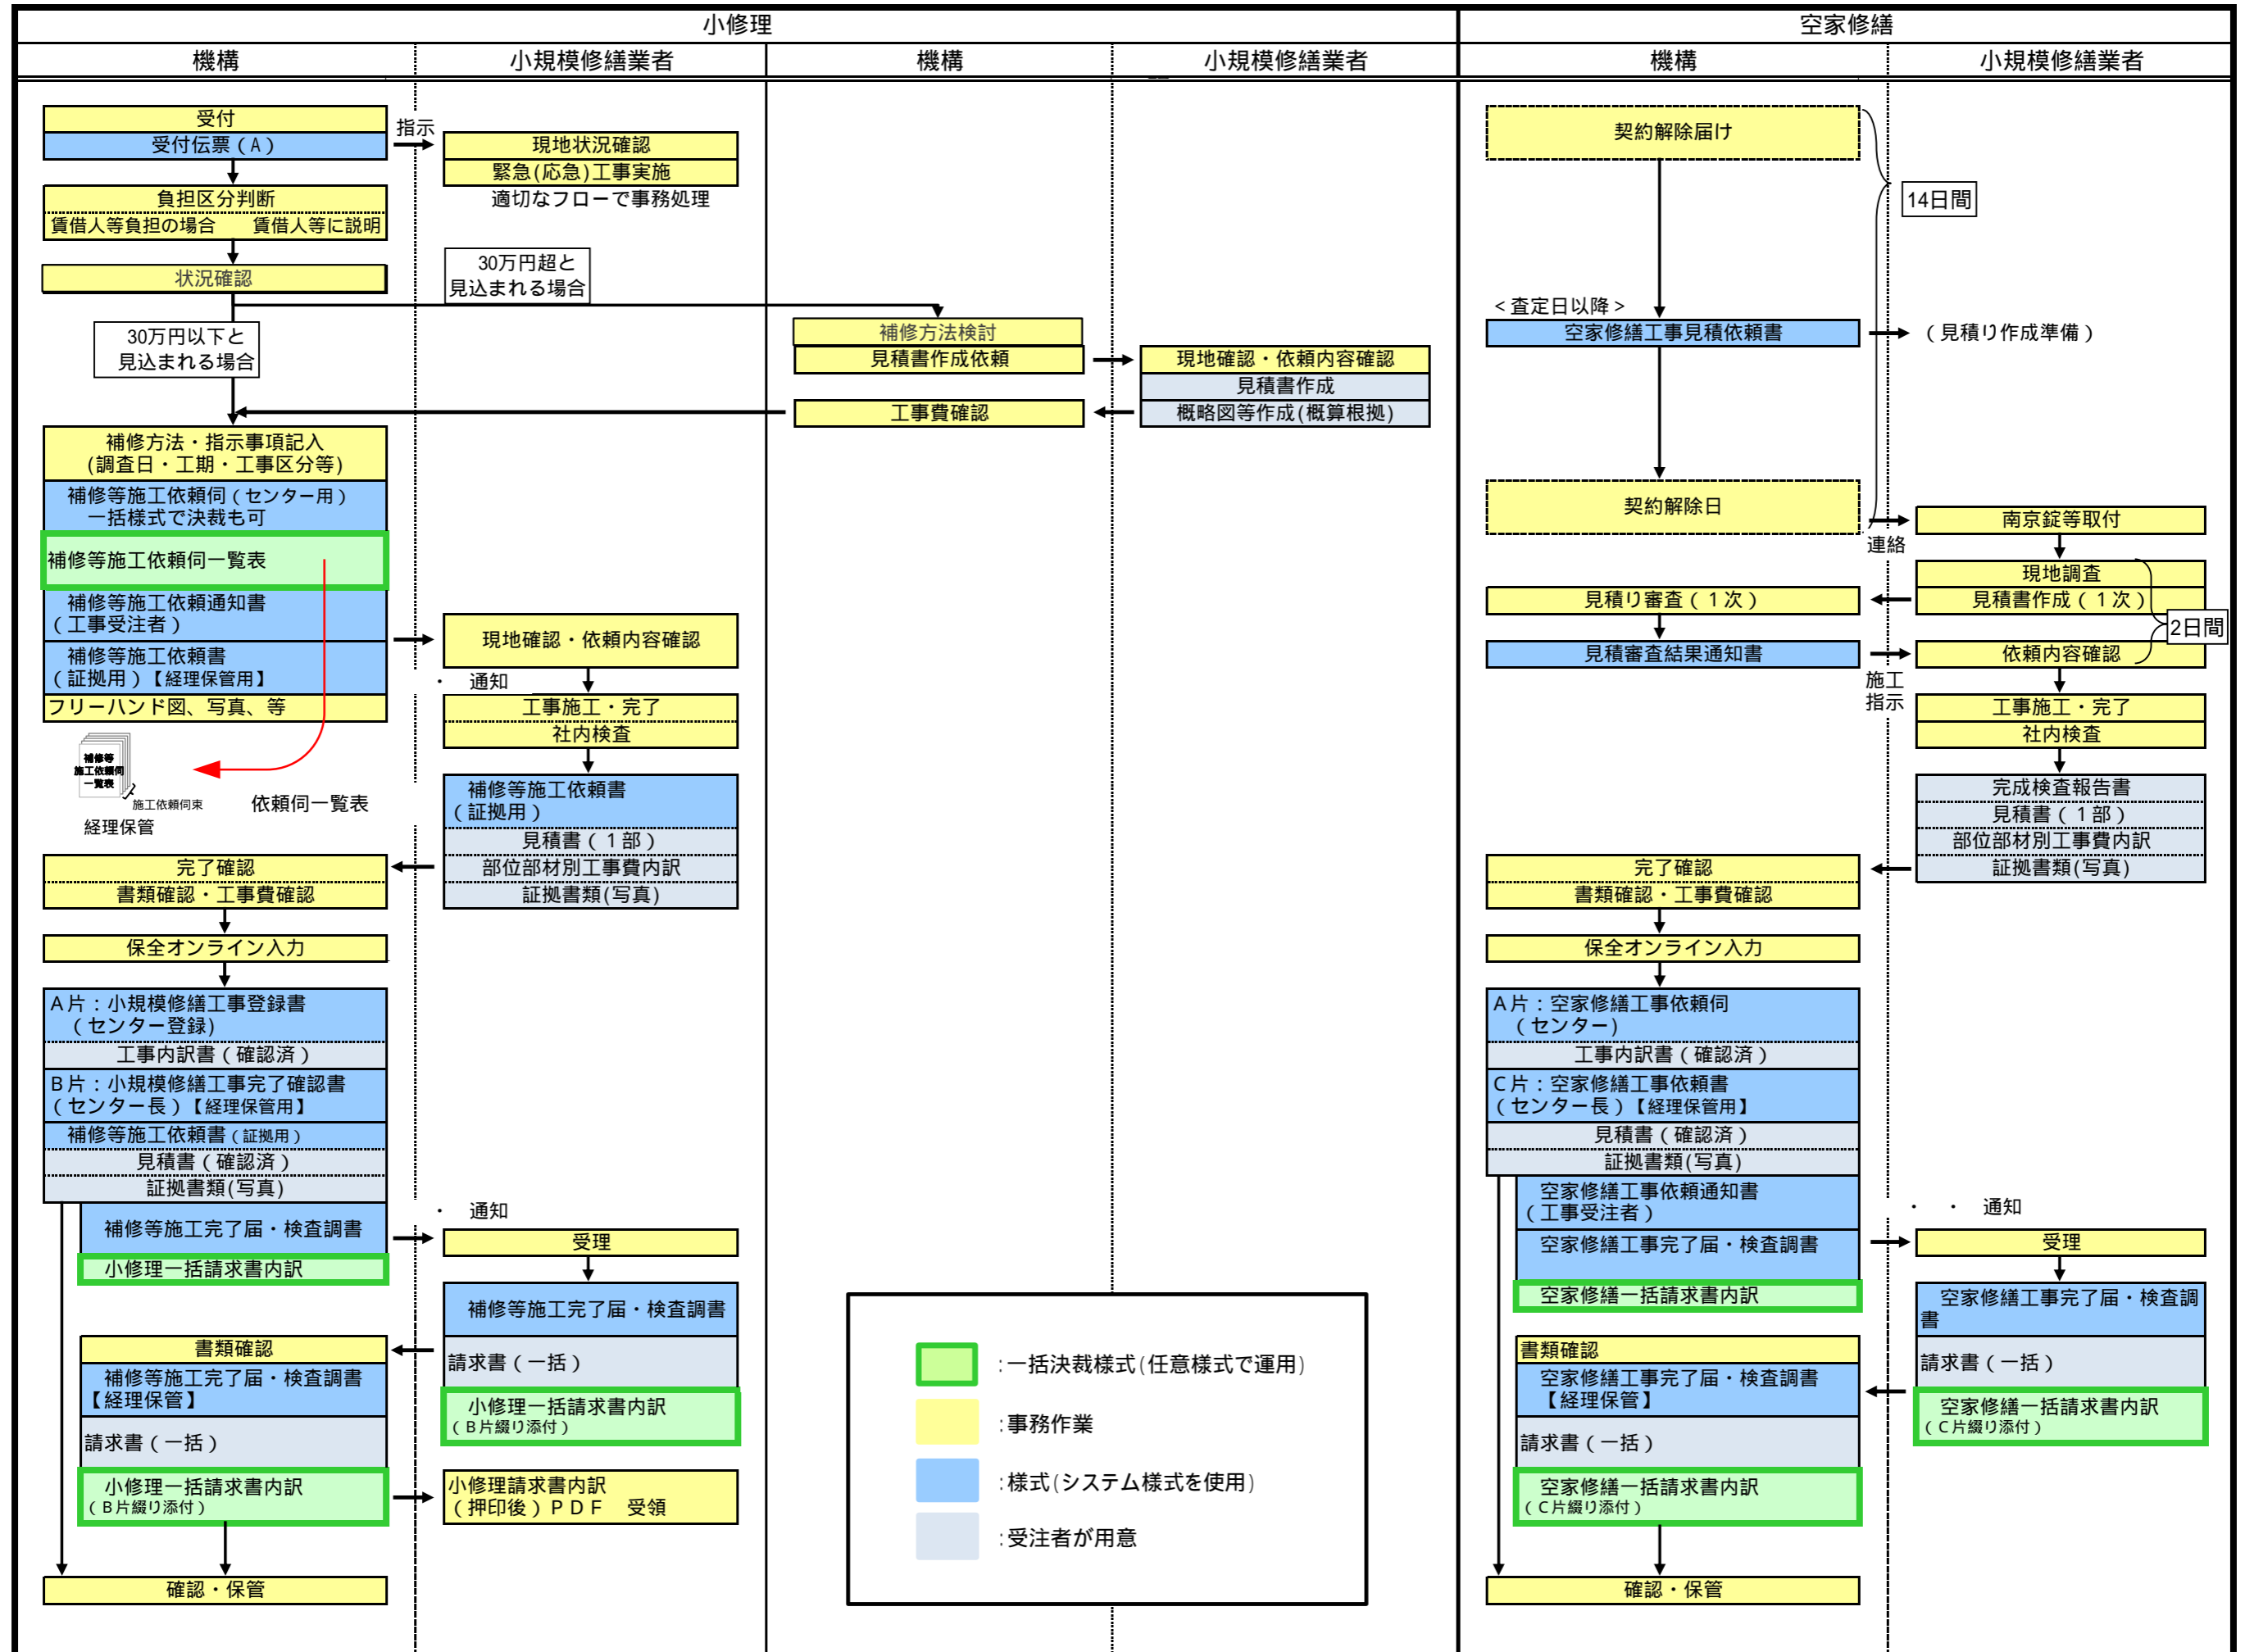 小修理
空家修繕
機構
小規模修繕業者
機構
小規模修繕業者
機構
小規模修繕業者
受付
受付伝票(A)
指示
現地状況確認
緊急(応急)工事実施
適切なフローで事務処理
負担区分判断
賃借人等負担の場合　　賃借人等に説明
状況確認
30万円超と
見込まれる場合
30万円以下と
見込まれる場合
補修方法検討
見積書作成依頼
現地確認・依頼内容確認
見積書作成
概略図等作成(概算根拠)
工事費確認
補修方法・指示事項記入
(調査日・工期・工事区分等)
補修等施工依頼伺(センター用)
一括様式で決裁も可
補修等施工依頼伺一覧表
補修等施工依頼通知書
(工事受注者)
補修等施工依頼書
(証拠用)【経理保管用】
フリーハンド図、写真、等
補修等
施工依頼伺
一覧表
施工依頼伺束
経理保管
依頼伺一覧表
現地確認・依頼内容確認
・　通知
工事施工・完了
社内検査
補修等施工依頼書
(証拠用)
見積書(1部)
部位部材別工事費内訳
証拠書類(写真)
完了確認
書類確認・工事費確認
保全オンライン入力
A片:小規模修繕工事登録書
(センター登録)
工事内訳書(確認済)
B片:小規模修繕工事完了確認書
(センター長)【経理保管用】
補修等施工依頼書(証拠用)
見積書(確認済)
証拠書類(写真)
補修等施工完了届・検査調書
小修理一括請求書内訳
・　通知
受理
補修等施工完了届・検査調書
請求書(一括)
小修理一括請求書内訳
(B片綴り添付)
書類確認
補修等施工完了届・検査調書
【経理保管】
請求書(一括)
小修理一括請求書内訳
(B片綴り添付)
小修理請求書内訳
(押印後)PDF　受領
確認・保管
:一括決裁様式(任意様式で運用)
:事務作業
:様式(システム様式を使用)
:受注者が用意
契約解除届け
14日間
<査定日以降>
空家修繕工事見積依頼書
(見積り作成準備)
契約解除日
連絡
南京錠等取付
現地調査
見積書作成(1次)
2日間
見積り審査(1次)
見積審査結果通知書
依頼内容確認
施工
指示
工事施工・完了
社内検査
完成検査報告書
見積書(1部)
部位部材別工事費内訳
証拠書類(写真)
完了確認
書類確認・工事費確認
保全オンライン入力
A片:空家修繕工事依頼伺
(センター)
工事内訳書(確認済)
C片:空家修繕工事依頼書
(センター長)【経理保管用】
見積書(確認済)
証拠書類(写真)
空家修繕工事依頼通知書
(工事受注者)
空家修繕工事完了届・検査調書
空家修繕一括請求書内訳
・　・　通知
受理
空家修繕工事完了届・検査調
書
請求書(一括)
空家修繕一括請求書内訳
(C片綴り添付)
書類確認
空家修繕工事完了届・検査調書
【経理保管】
請求書(一括)
空家修繕一括請求書内訳
(C片綴り添付)
確認・保管